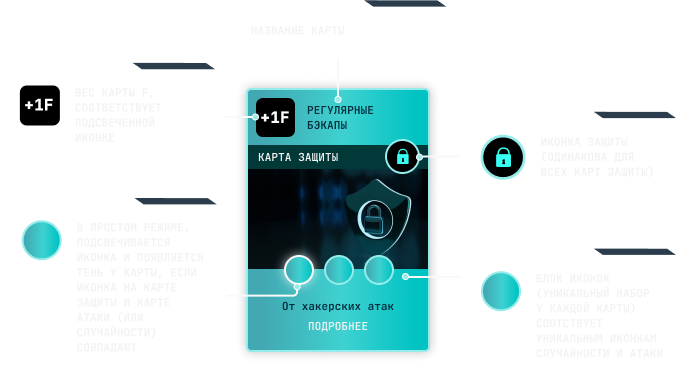 НАЗВАНИЕ КАРТЫ
+1F
ВЕС КАРТЫ F,
СООТВЕТСТВУЕТ
ПОДСВЕЧЕННОЙ
ИКОНКЕ
+1F
РЕГУЛЯРНЫЕ
БЭКАПЫ
КАРТА ЗАЩИТЫ
ИКОНКА ЗАЩИТЫ
(ОДИНАКОВА ДЛЯ
ВСЕХ КАРТ ЗАЩИТЫ)
В ПРОСТОМ РЕЖИМЕ,
ПОДСВЕЧИВАЕТСЯ
ИКОНКА И ПОЯВЛЯЕТСЯ
ТЕНЬ У КАРТЫ, ЕСЛИ
ИКОНКА НА КАРТЕ
ЗАЩИТЫ И КАРТЕ
АТАКИ (ИЛИ
СЛУЧАЙНОСТИ)
СОВПАДАЮТ
От хакерских атак
ПОДРОБНЕЕ
БЛОК ИКОНОК
(УНИКАЛЬНЫЙ НАБОР
У КАЖДОЙ КАРТЫ)
СООТСТВУЕТ
УНИКАЛЬНЫМ ИКОНКАМ
СЛУЧАЙНОСТИ И АТАКИ